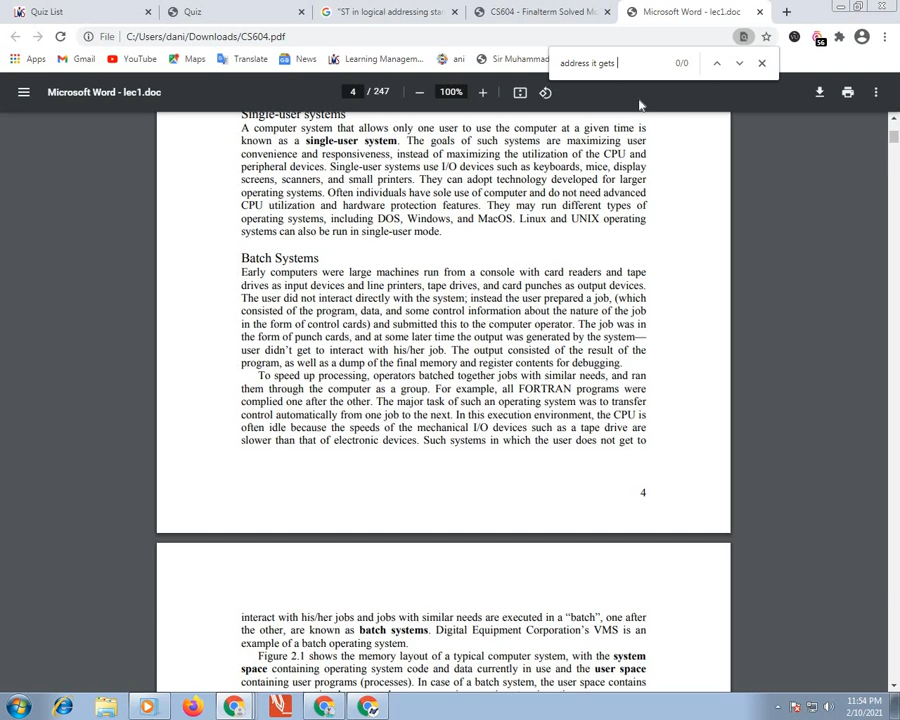 Quiz List
Quiz
"ST in logical addressing sta
CS604 - Finalterm Solved M
Microsoft Word - lec1.doc
File C:/Users/dani/Downloads/CS604.pdf
56
Apps Gmail YouTube Maps Translate News Learning Managem... ani Sir Muhammad
address it gets 0/0
Microsoft Word - lec1.doc 4 / 247 100%
Single-user systems
A computer system that allows only one user to use the computer at a given time is
known as a single-user system. The goals of such systems are maximizing user
convenience and responsiveness, instead of maximizing the utilization of the CPU and
peripheral devices. Single-user systems use I/O devices such as keyboards, mice, display
screens, scanners, and small printers. They can adopt technology developed for larger
operating systems. Often individuals have sole use of computer and do not need advanced
CPU utilization and hardware protection features. They may run different types of
operating systems, including DOS, Windows, and MacOS. Linux and UNIX operating
systems can also be run in single-user mode.
Batch Systems
Early computers were large machines run from a console with card readers and tape
drives as input devices and line printers, tape drives, and card punches as output devices.
The user did not interact directly with the system; instead the user prepared a job, (which
consisted of the program, data, and some control information about the nature of the job
in the form of control cards) and submitted this to the computer operator. The job was in
the form of punch cards, and at some later time the output was generated by the system—
user didn't get to interact with his/her job. The output consisted of the result of the
program, as well as a dump of the final memory and register contents for debugging.
To speed up processing, operators batched together jobs with similar needs, and ran
them through the computer as a group. For example, all FORTRAN programs were
complied one after the other. The major task of such an operating system was to transfer
control automatically from one job to the next. In this execution environment, the CPU is
often idle because the speeds of the mechanical I/O devices such as a tape drive are
slower than that of electronic devices. Such systems in which the user does not get to
4
interact with his/her jobs and jobs with similar needs are executed in a “batch”, one after
the other, are known as batch systems. Digital Equipment Corporation's VMS is an
example of a batch operating system.
Figure 2.1 shows the memory layout of a typical computer system, with the system
space containing operating system code and data currently in use and the user space
containing user programs (processes). In case of a batch system, the user space contains
11:54 PM
2/10/2021